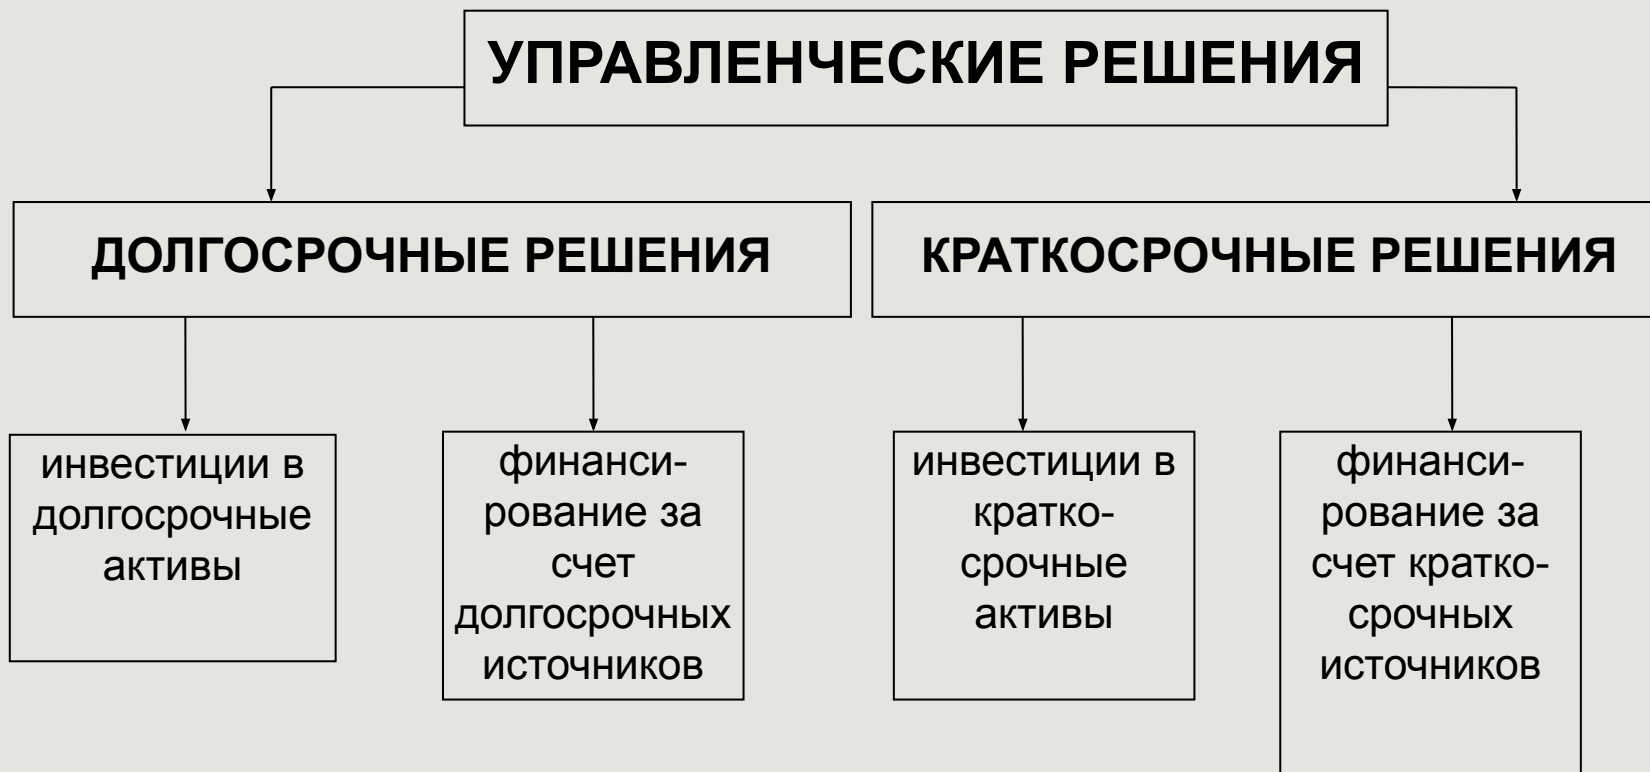 УПРАВЛЕНЧЕСКИЕ РЕШЕНИЯ
ДОЛГОСРОЧНЫЕ РЕШЕНИЯ
КРАТКОСРОЧНЫЕ РЕШЕНИЯ
инвестиции в
долгосрочные
активы
финанси-
рование за
счет
долгосрочных
источников
инвестиции в
кратко-
срочные
активы
финанси-
рование за
счет кратко-
срочных
источников